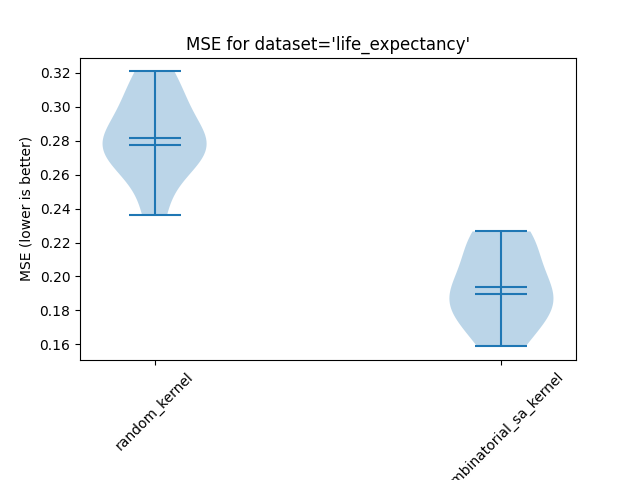 MSE for dataset='life_expectancy'
MSE (lower is better)
0.32
0.30
0.28
0.26
0.24
0.22
0.20
0.18
0.16
random_kernel
mbinatorial_sa_kernel